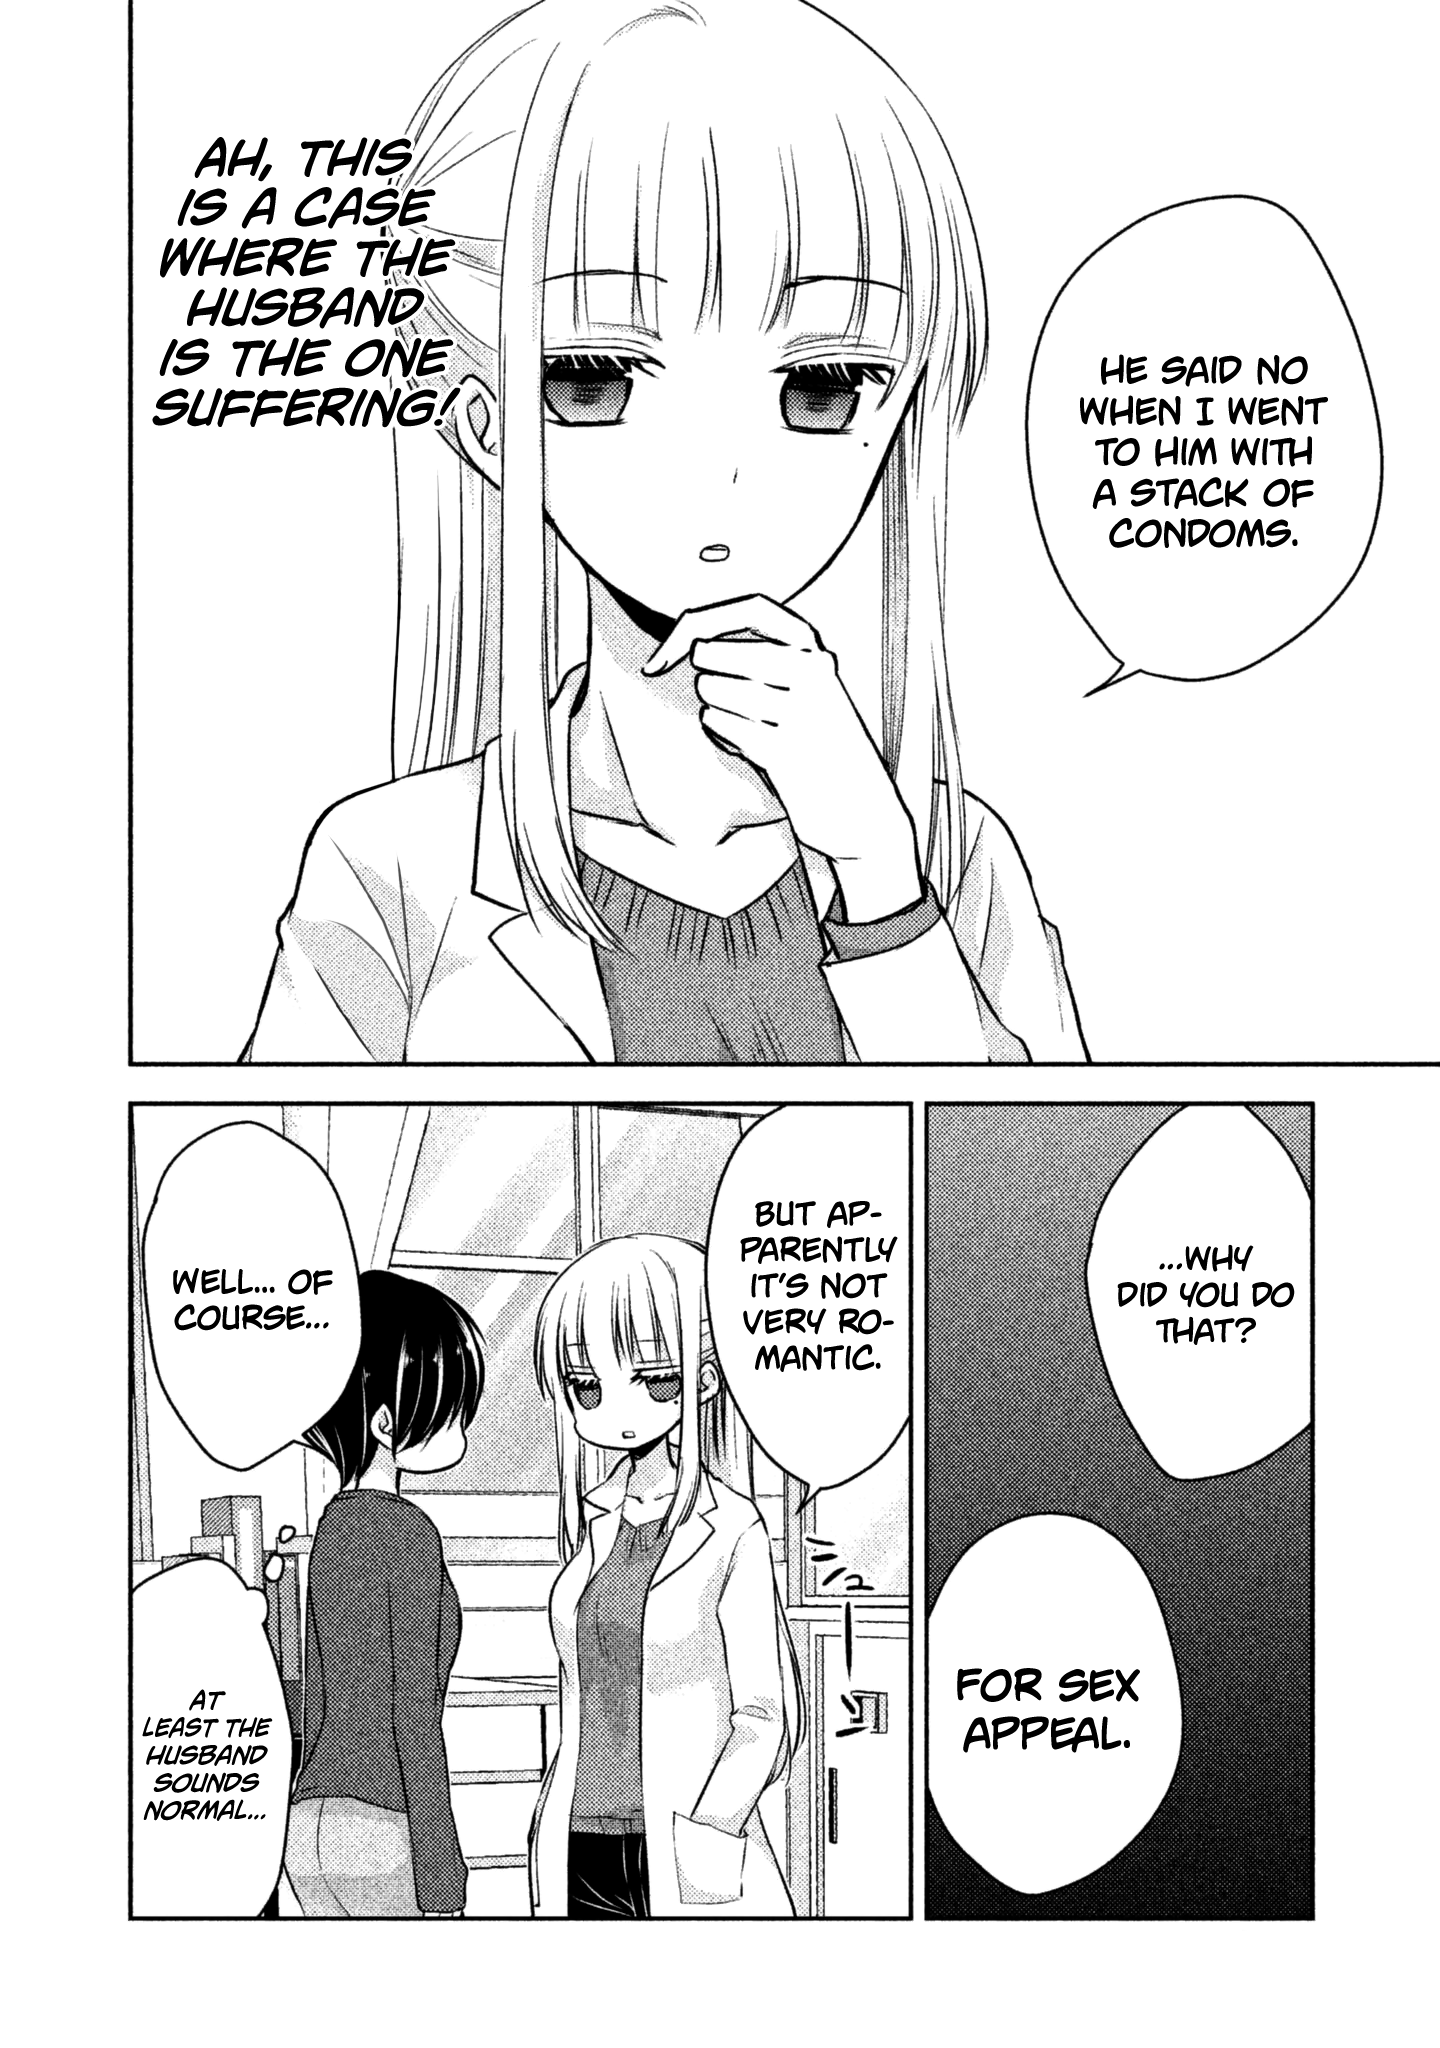 HE SAID NO
WHEN I WENT
TO HIM WITH
A STACK OF
CONDOMS.
AH, THIS
IS A CASE
WHERE THE
HUSBAND
IS THE ONE
SUFFERING!
...WHY
DID YOU DO
THAT?
FOR SEX
APPEAL.
BUT AP-
PARENTLY
IT'S NOT
VERY RO-
MANTIC.
WELL... OF
COURSE...
AT
LEAST THE
HUSBAND
SOUNDS
NORMAL...